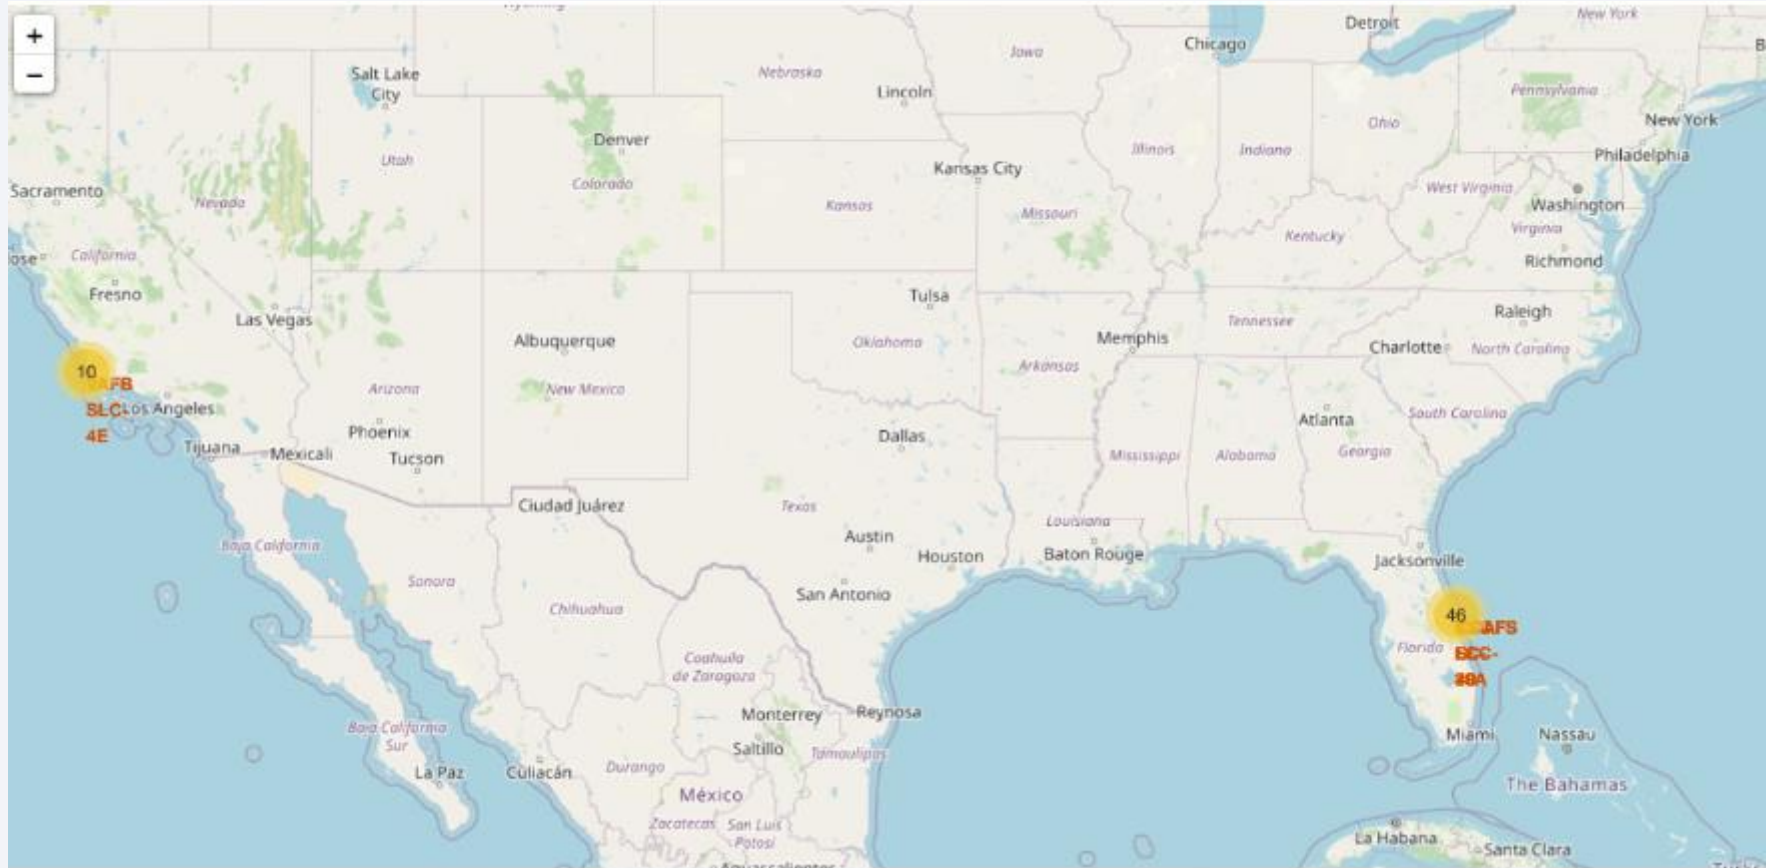 Wyoming
+
−
Salt Lake
City
Nebraska
Lincoln
Iowa
Chicago
Detroit
New York
Pennsylvania
New York
Philadelphia
Denver
Utah
Colorado
Kansas City
Illinois
Indiana
Ohio
West Virginia
Washington
Virginia
Sacramento
Nevada
Kansas
Missouri
Kentucky
Richmond
ose
California
Fresno
Las Vegas
Tulsa
Tennessee
Raleigh
Albuquerque
Oklahoma
Memphis
Charlotte
North Carolina
10
AFB
SLC-
4E
Los Angeles
Arizona
New Mexico
Arkansas
South Carolina
Atlanta
Phoenix
Tucson
Dallas
Mississippi
Alabama
Georgia
Tijuana
Mexicali
Ciudad Juárez
Texas
Louisiana
Baja California
Austin
Houston
Baton Rouge
Jacksonville
Sonora
Chihuahua
San Antonio
46
AFS
Florida
Coahuila
de Zaragoza
Monterrey
Reynosa
Baja California
Sur
Saltillo
Tamaulipas
Miami
Nassau
La Paz
Culiacán
Durango
México
The Bahamas
Zacatecas
San Luis
Potosí
La Habana
Santa Clara
Aguascalientes